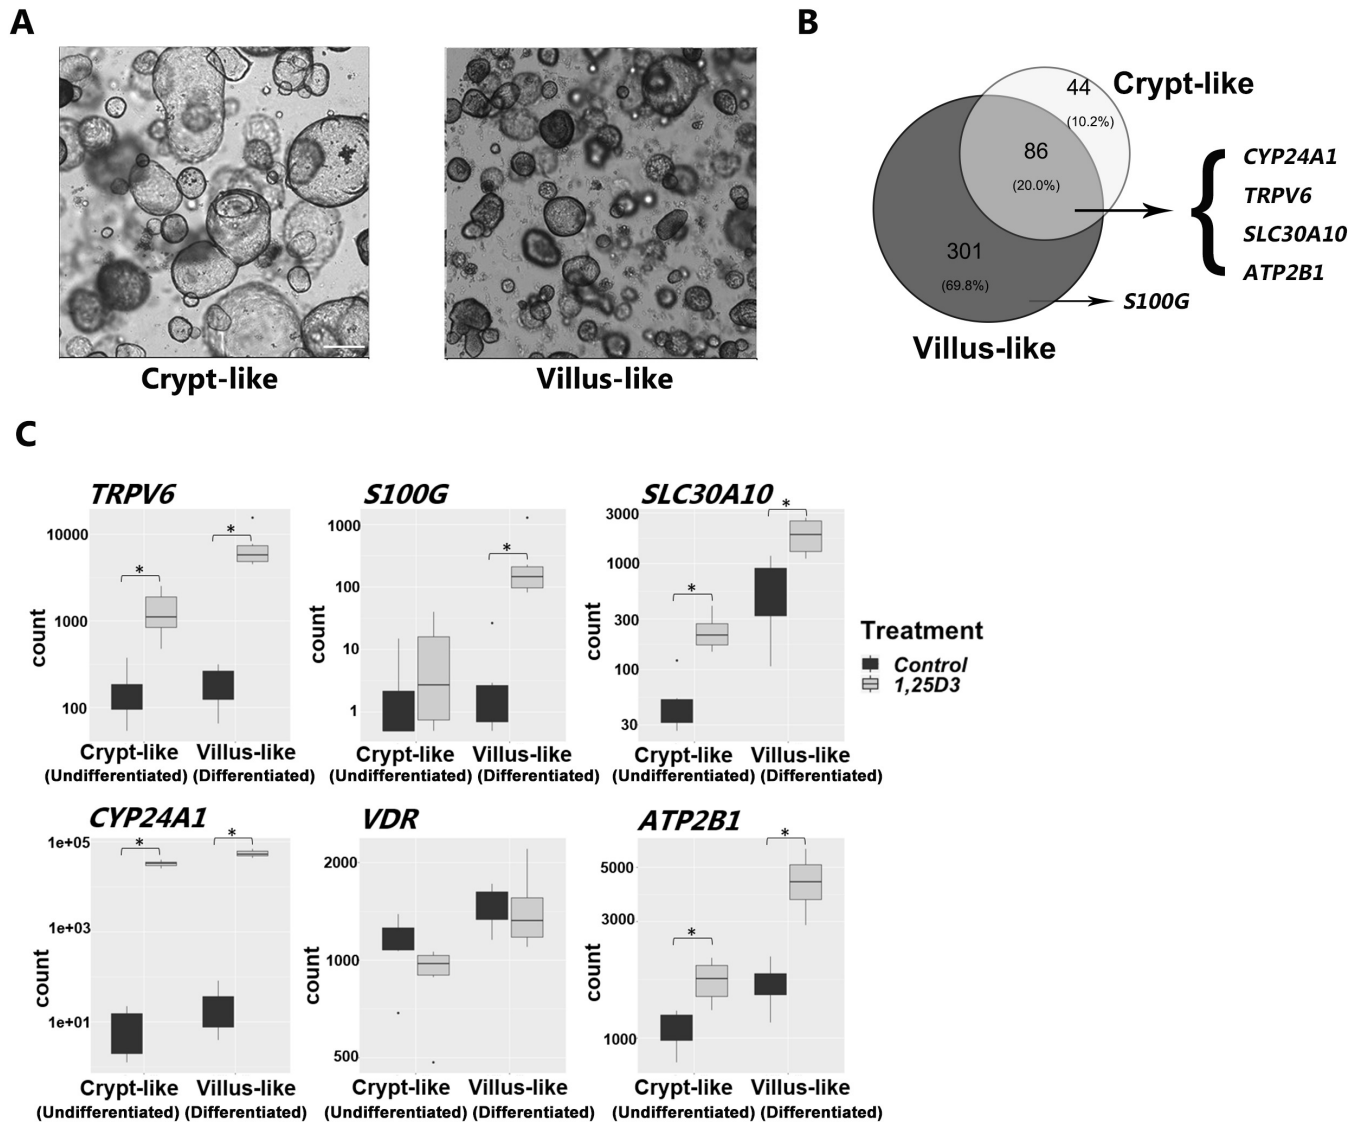 A
B
Crypt-like
Villus-like
44
(10.2%)
Crypt-like
86
(20.0%)
301
(69.8%)
Villus-like
CYP24A1
TRPV6
SLC30A10
ATP2B1
S100G
C
TRPV6
count
10000
1000
100
*
*
Crypt-like
(Undifferentiated)
Villus-like
(Differentiated)
S100G
count
1000
100
10
1
*
Crypt-like
(Undifferentiated)
Villus-like
(Differentiated)
SLC30A10
count
3000
1000
300
100
30
*
*
Crypt-like
(Undifferentiated)
Villus-like
(Differentiated)
Treatment
Control
1,25D3
CYP24A1
count
1e+05
1e+03
1e+01
*
*
Crypt-like
(Undifferentiated)
Villus-like
(Differentiated)
VDR
count
2000
1000
500
Crypt-like
(Undifferentiated)
Villus-like
(Differentiated)
ATP2B1
count
5000
3000
1000
*
*
Crypt-like
(Undifferentiated)
Villus-like
(Differentiated)